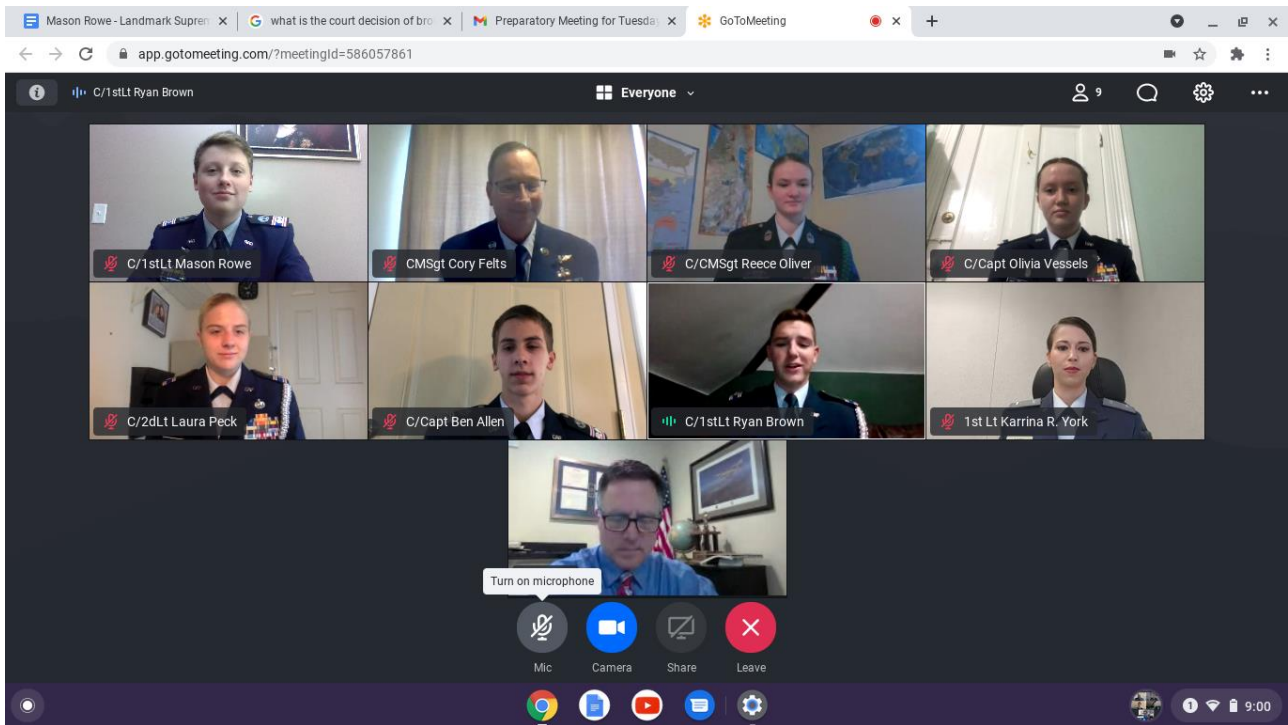 Mason Rowe - Landmark Supren
what is the court decision of bro
Preparatory Meeting for Tuesda
GoToMeeting
app.gotomeeting.com/?meetingId=586057861
C/1stLt Ryan Brown
Everyone
9
C/1stLt Mason Rowe
CMSgt Cory Felts
C/CMSgt Reece Oliver
C/Capt Olivia Vessels
C/2dLt Laura Peck
C/Capt Ben Allen
C/1stLt Ryan Brown
1st Lt Karrina R. York
Turn on microphone
Mic
Camera
Share
Leave
1
9:00